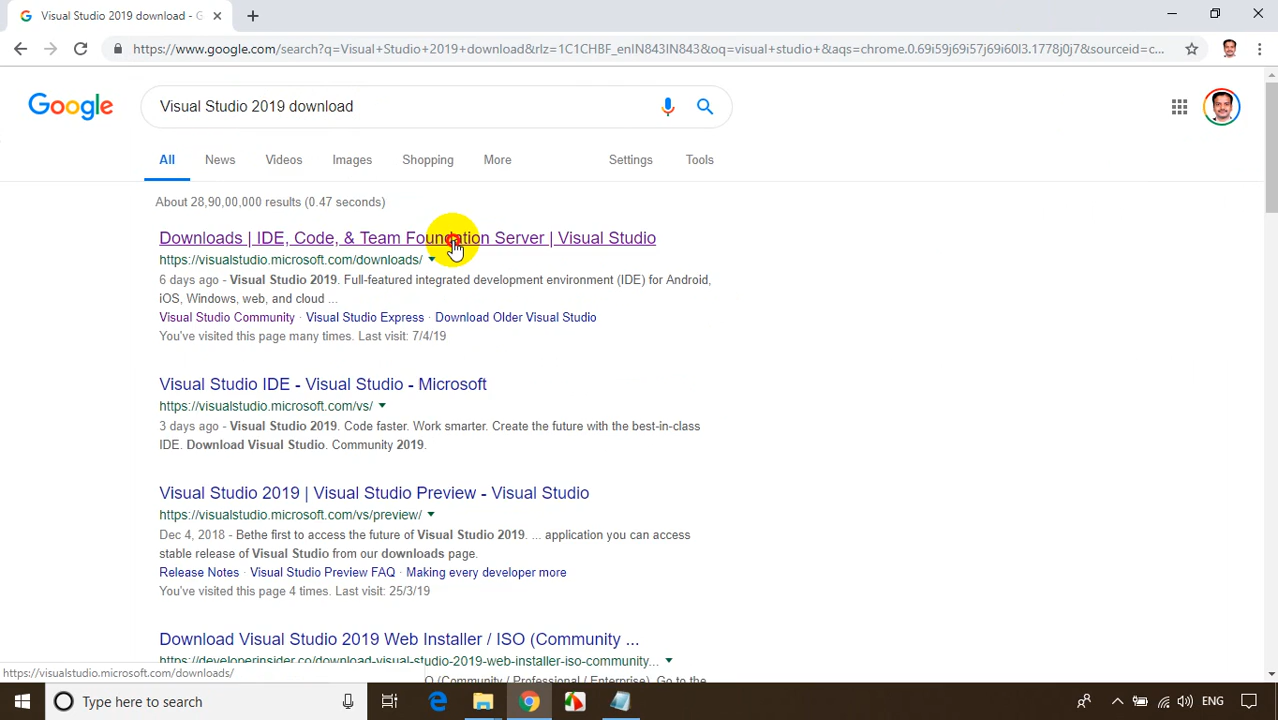 Visual Studio 2019 download - G
https://www.google.com/search?q=Visual+Studio+2019+download&rlz=1C1CHBF_enIN843IN843&oq=visual+studio+&aqs=chrome.0.69i59j69i57j69i60l3.1778j0j7&sourceid=c...
Google
Visual Studio 2019 download
All News Videos Images Shopping More Settings Tools
About 28,90,00,000 results (0.47 seconds)
Downloads | IDE, Code, & Team Foundation Server | Visual Studio
https://visualstudio.microsoft.com/downloads/
6 days ago - Visual Studio 2019. Full-featured integrated development environment (IDE) for Android,
iOS, Windows, web, and cloud ...
Visual Studio Community · Visual Studio Express · Download Older Visual Studio
You've visited this page many times. Last visit: 7/4/19
Visual Studio IDE - Visual Studio - Microsoft
https://visualstudio.microsoft.com/vs/
3 days ago - Visual Studio 2019. Code faster. Work smarter. Create the future with the best-in-class
IDE. Download Visual Studio. Community 2019.
Visual Studio 2019 | Visual Studio Preview - Visual Studio
https://visualstudio.microsoft.com/vs/preview/
Dec 4, 2018 - Bethe first to access the future of Visual Studio 2019. ... application you can access
stable release of Visual Studio from our downloads page.
Release Notes · Visual Studio Preview FAQ · Making every developer more
You've visited this page 4 times. Last visit: 25/3/19
Download Visual Studio 2019 Web Installer / ISO (Community ...
https://developerinsider.co/download-visual-studio-2019-web-installer-iso-community...
O (Community / Professional / Enterprise). Go to the
https://visualstudio.microsoft.com/downloads/
Type here to search
ENG